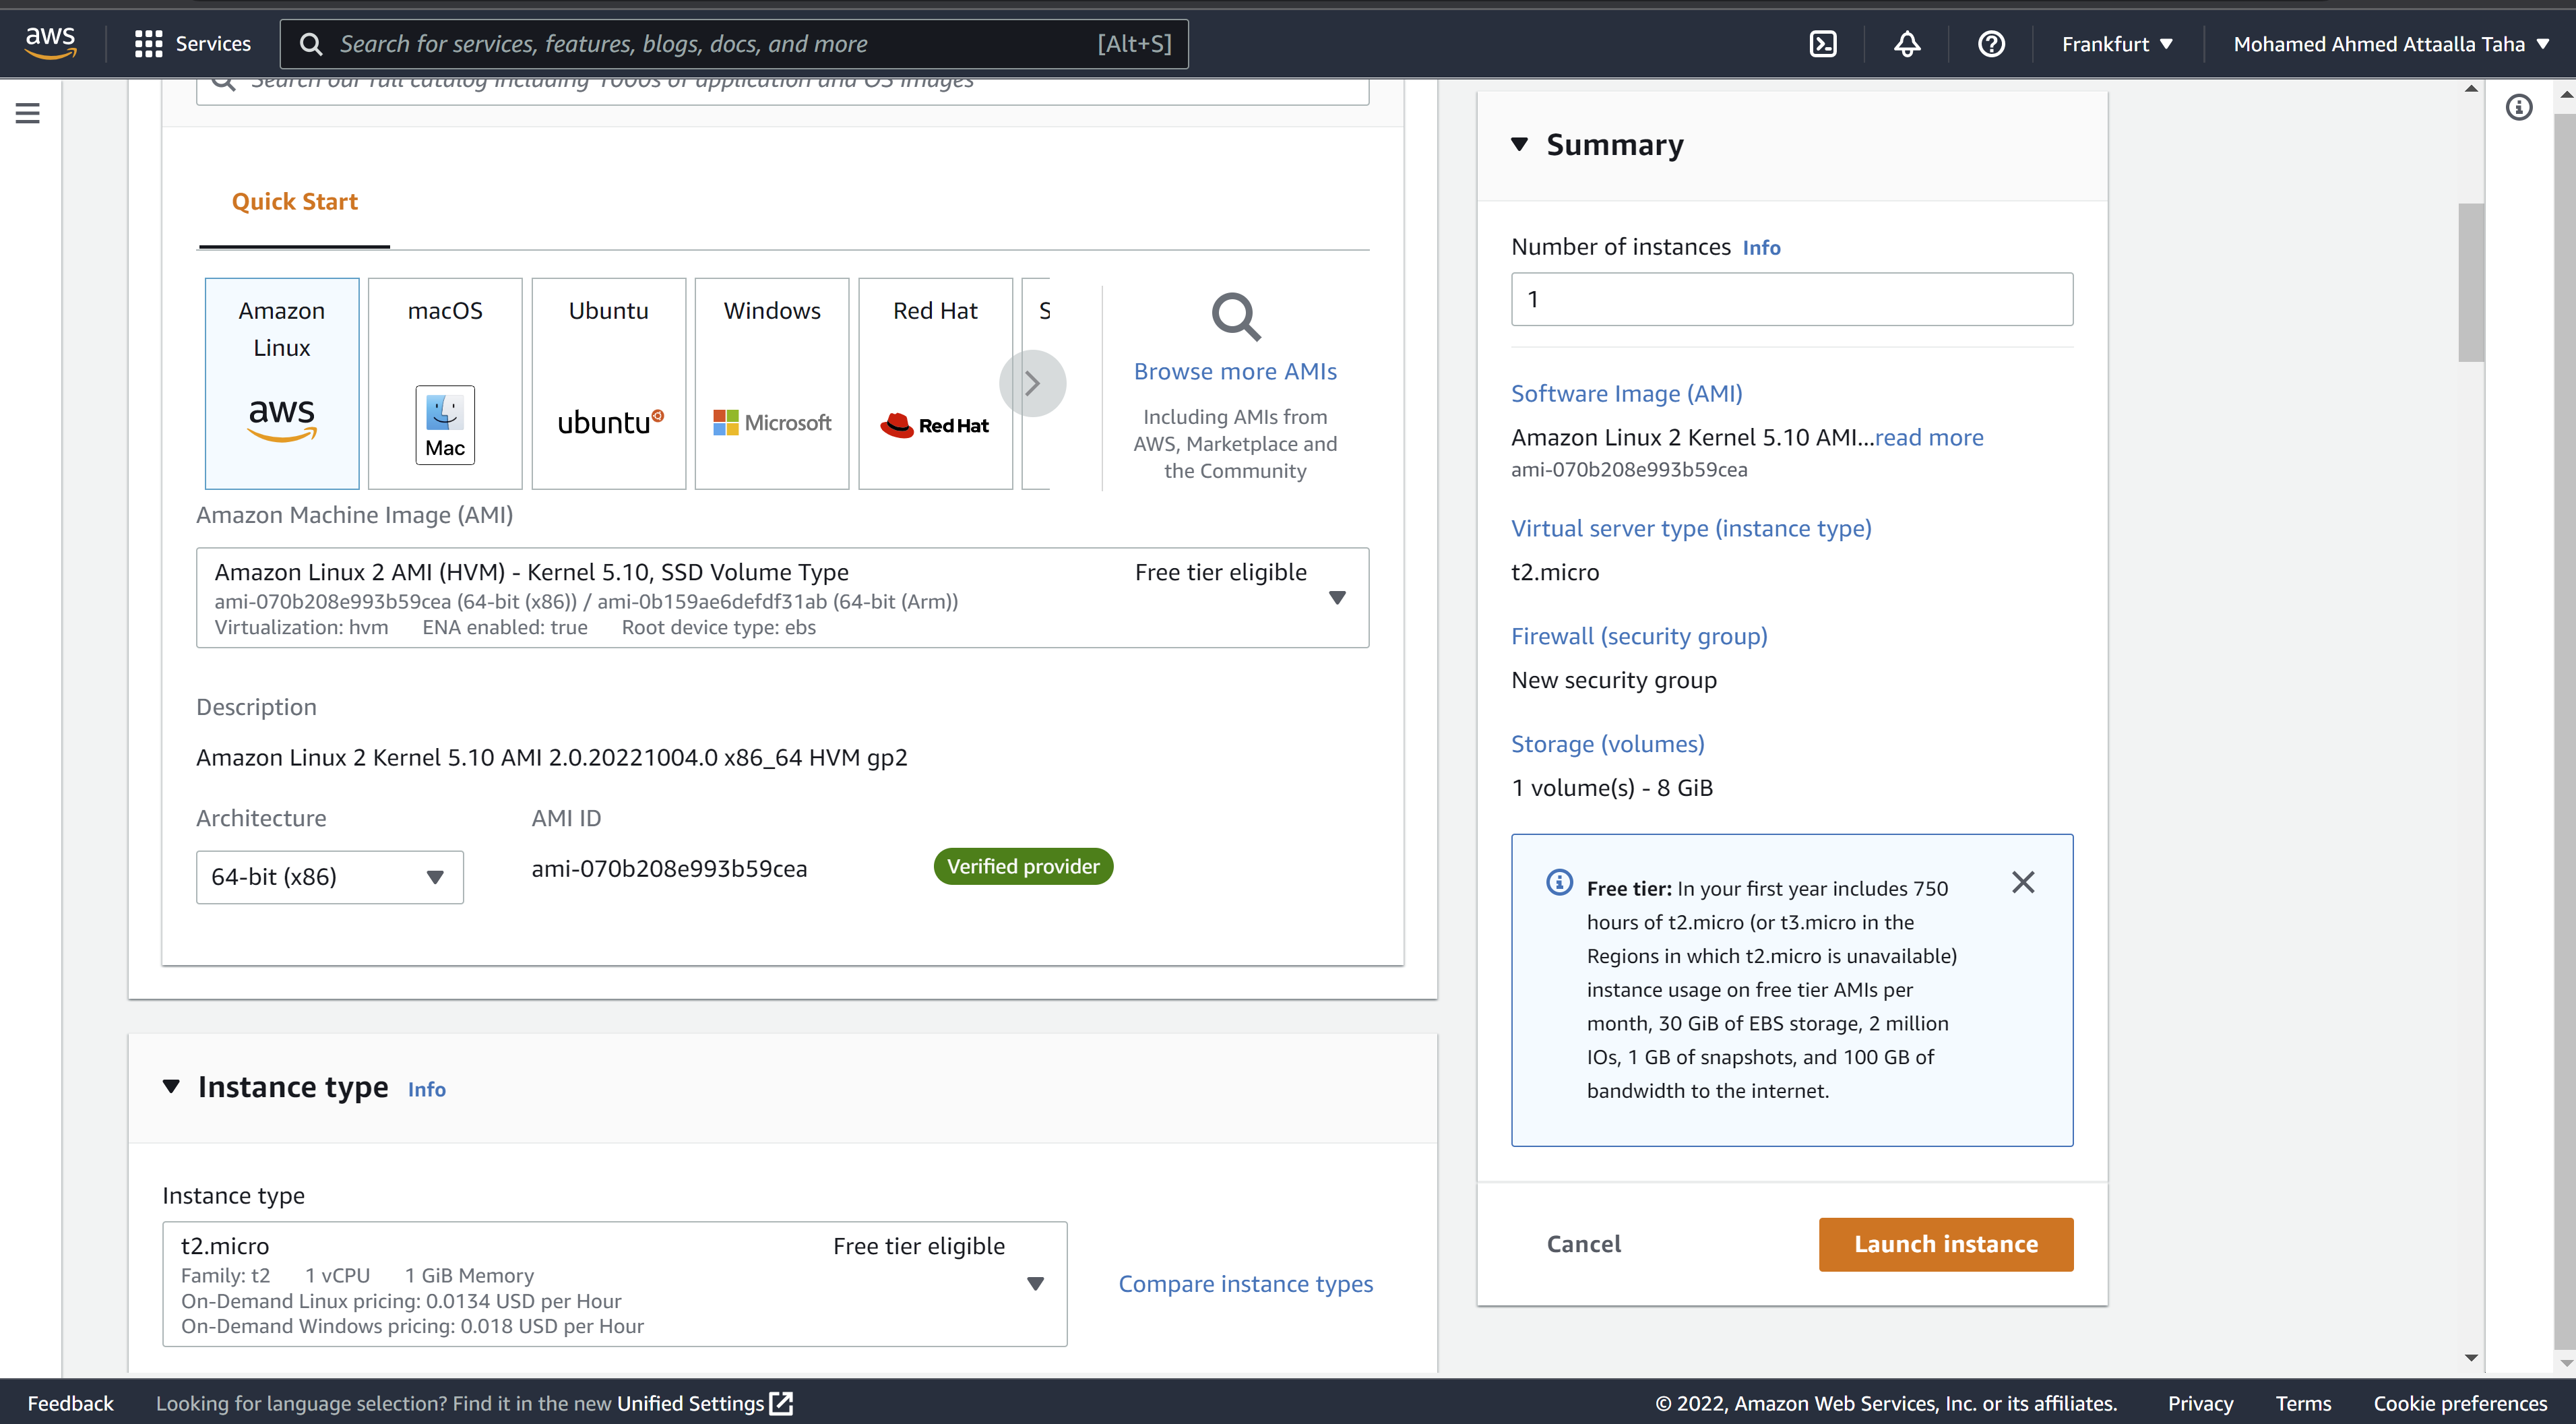 aws
Services
Search for services, features, blogs, docs, and more
[Alt+S]
Frankfurt
Mohamed Ahmed Attaalla Taha
Search our full catalog including 1000s of application and OS images
Quick Start
Amazon
Linux
aws
macOS
Mac
Ubuntu
ubuntu
Windows
Microsoft
Red Hat
Red Hat
S
Browse more AMIs
Including AMIs from
AWS, Marketplace and
the Community
Amazon Machine Image (AMI)
Amazon Linux 2 AMI (HVM) - Kernel 5.10, SSD Volume Type
Free tier eligible
ami-070b208e993b59cea (64-bit (x86)) / ami-0b159ae6defdf31ab (64-bit (Arm))
Virtualization: hvm ENA enabled: true Root device type: ebs
Description
Amazon Linux 2 Kernel 5.10 AMI 2.0.20221004.0 x86_64 HVM gp2
Architecture
AMI ID
64-bit (x86)
ami-070b208e993b59cea
Verified provider
Instance type Info
Instance type
t2.micro
Free tier eligible
Family: t2 1 vCPU 1 GiB Memory
On-Demand Linux pricing: 0.0134 USD per Hour
On-Demand Windows pricing: 0.018 USD per Hour
Compare instance types
Summary
Number of instances Info
1
Software Image (AMI)
Amazon Linux 2 Kernel 5.10 AMI...read more
ami-070b208e993b59cea
Virtual server type (instance type)
t2.micro
Firewall (security group)
New security group
Storage (volumes)
1 volume(s) - 8 GiB
Free tier: In your first year includes 750
hours of t2.micro (or t3.micro in the
Regions in which t2.micro is unavailable)
instance usage on free tier AMIs per
month, 30 GiB of EBS storage, 2 million
IOs, 1 GB of snapshots, and 100 GB of
bandwidth to the internet.
Cancel
Launch instance
Feedback
Looking for language selection? Find it in the new Unified Settings
© 2022, Amazon Web Services, Inc. or its affiliates.
Privacy
Terms
Cookie preferences